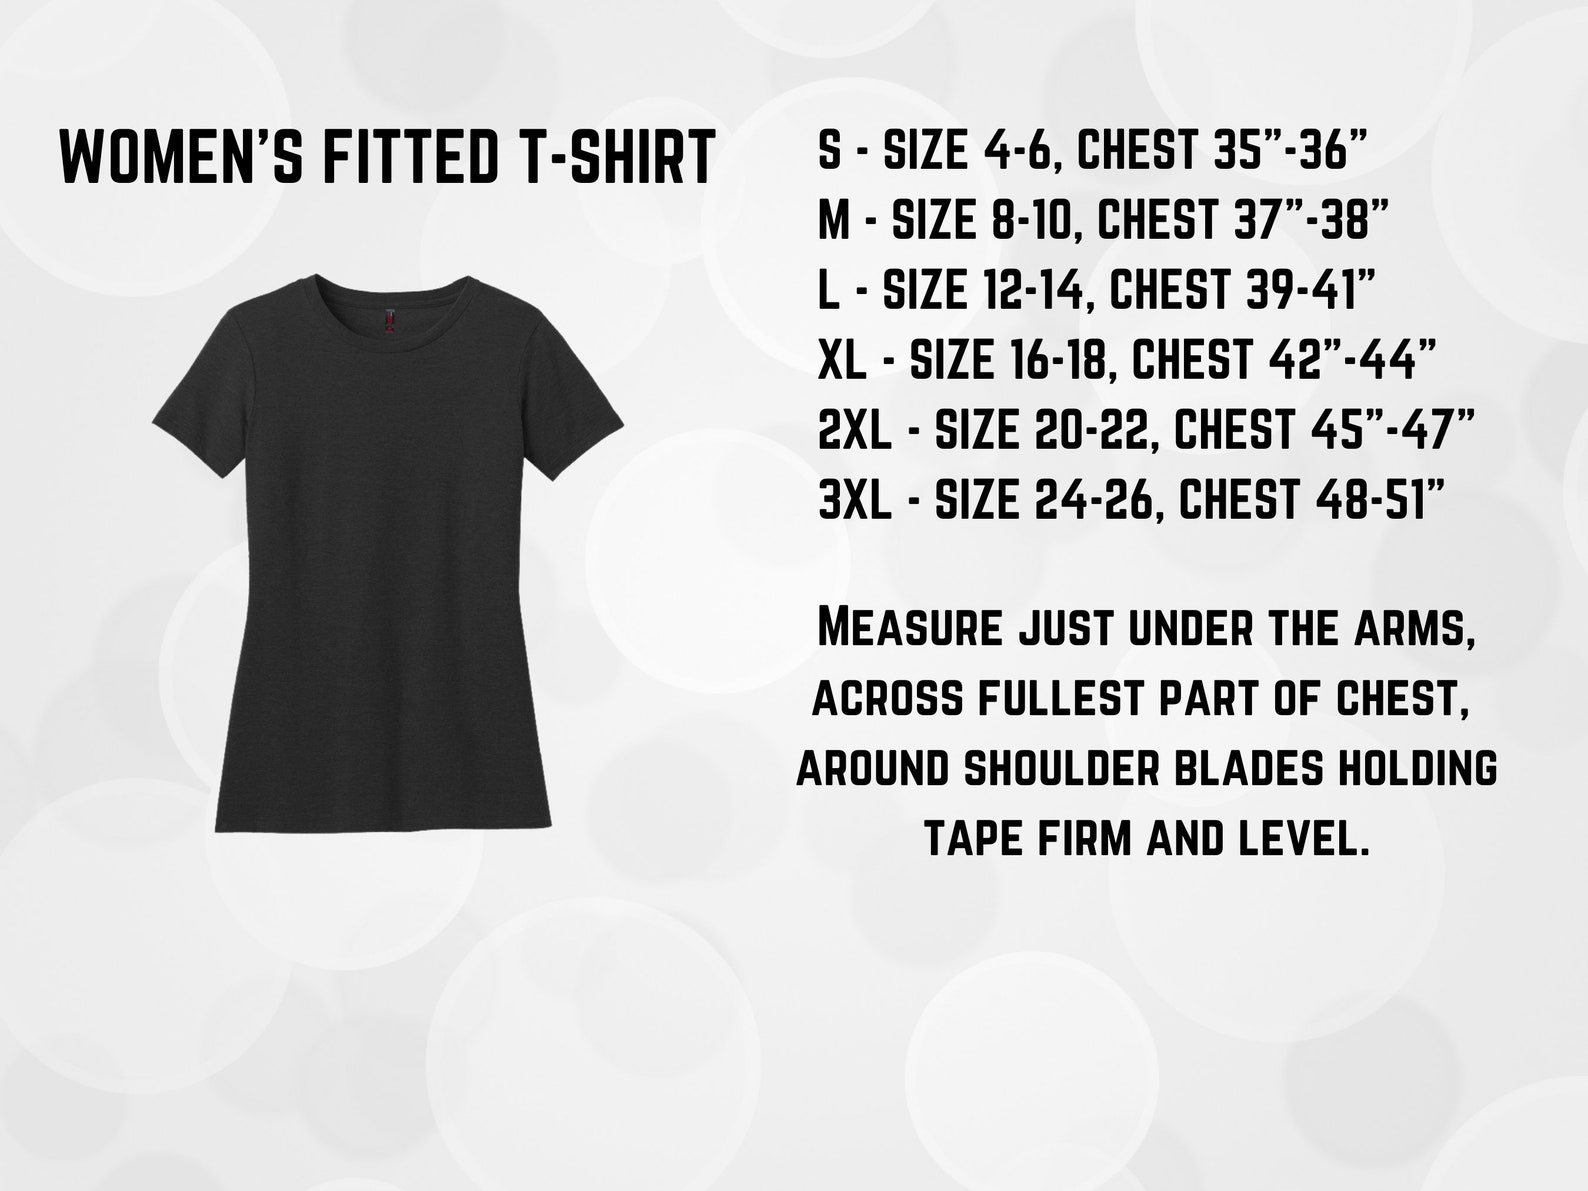 WOMEN'S FITTED T-SHIRT
S - SIZE 4-6, CHEST 35”-36”
M - SIZE 8-10, CHEST 37”-38”
L - SIZE 12-14, CHEST 39-41”
XL - SIZE 16-18, CHEST 42”-44”
2XL - SIZE 20-22, CHEST 45”-47”
3XL - SIZE 24-26, CHEST 48-51”
MEASURE JUST UNDER THE ARMS,
ACROSS FULLEST PART OF CHEST,
AROUND SHOULDER BLADES HOLDING
TAPE FIRM AND LEVEL.